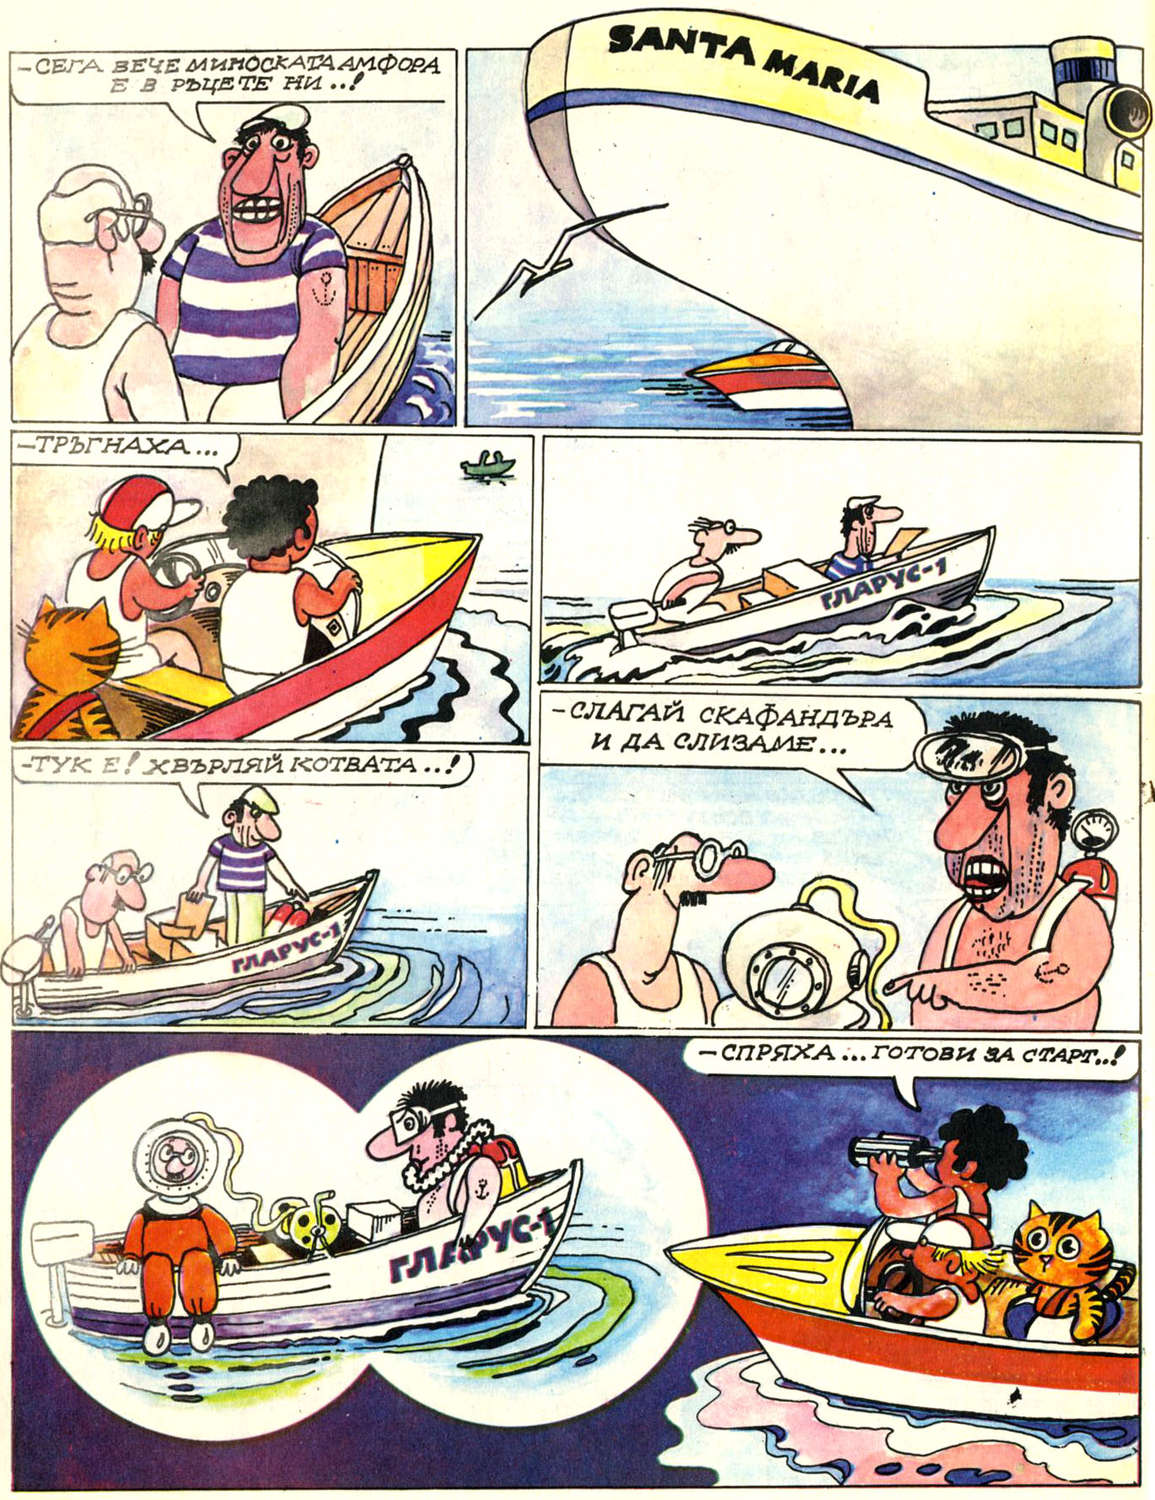 -СЕГА ВЕЧЕ МИНОСКАТА АМФОРА
Е В РЪЦЕТЕ НИ..!
SANTA MARIA
-ТРЪГНАХА...
ГЛАРУС-1
-ТУК Е! ХВЪРЛЯЙ КОТВАТА..!
ГЛАРУС-1
-СЛАГАЙ СКАФАНДЪРА
И ДА СЛИЗАМЕ...
-СПРЯХА... ГОТОВИ ЗА СТАРТ..!
ГЛАРУС-1